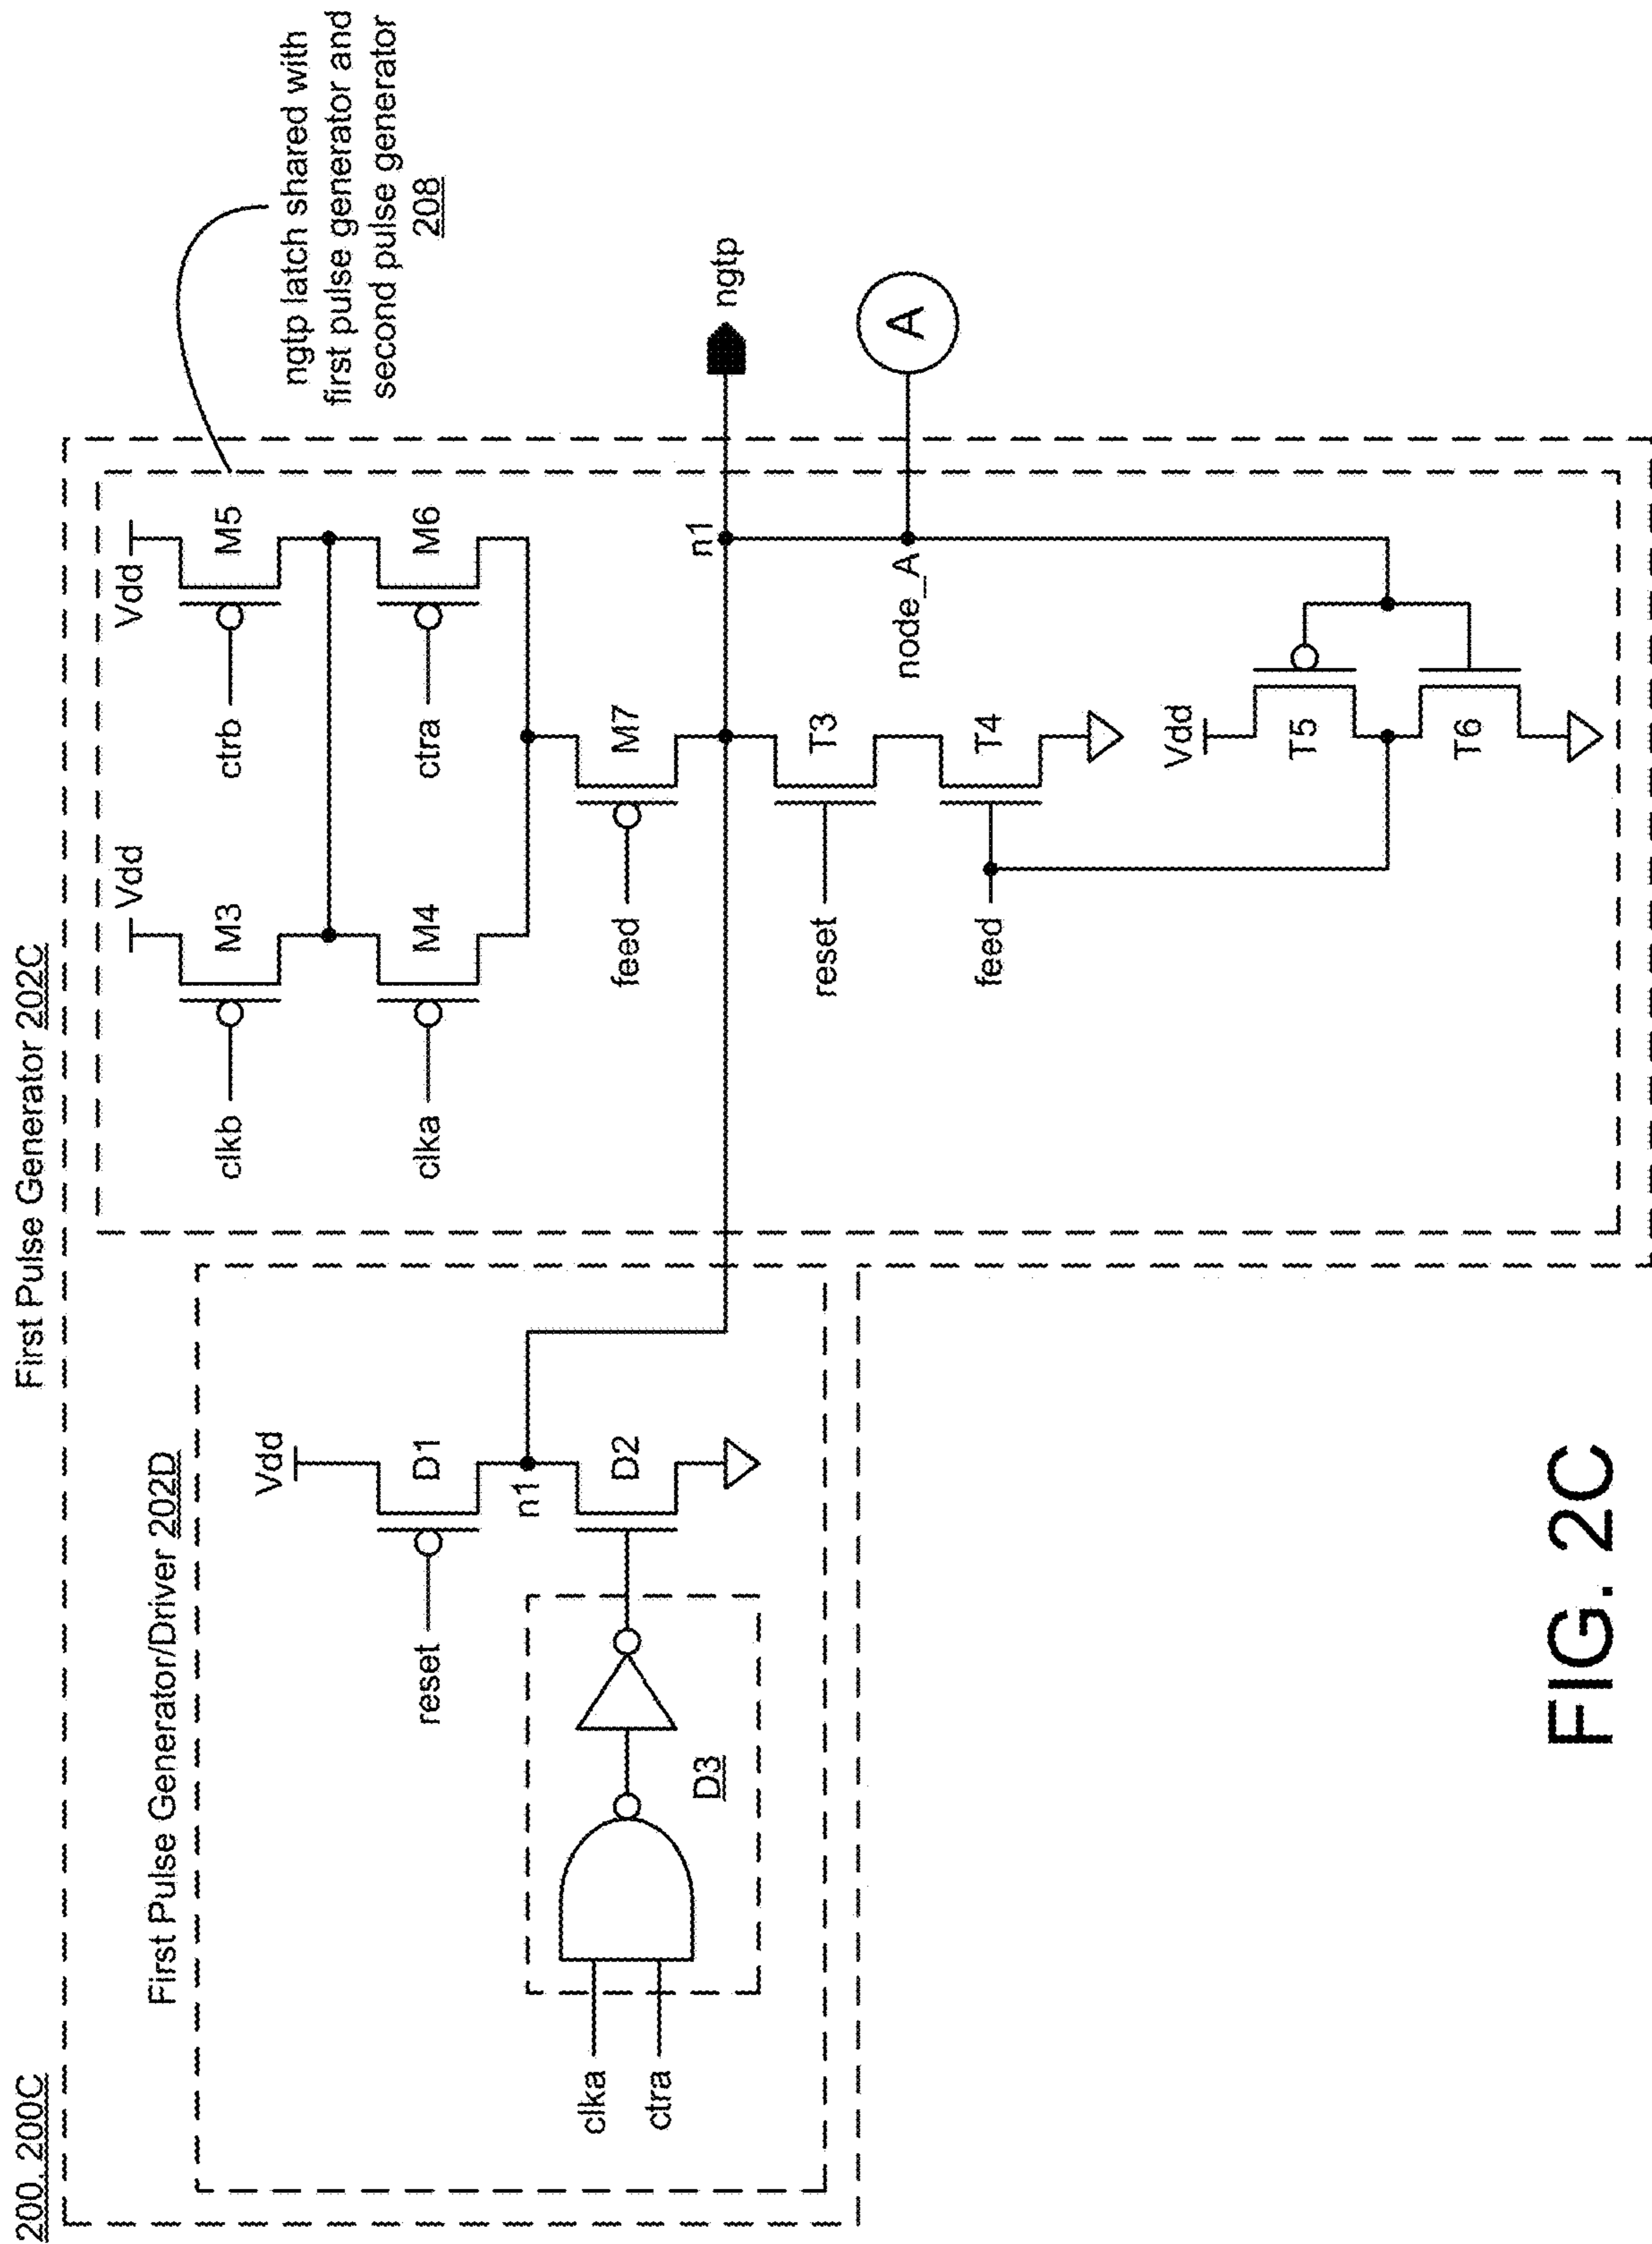 200, 200C
First Pulse Generator 202C
First Pulse Generator/Driver 202D
Vdd
reset
D1
n1
D2
D3
clka
ctra
Vdd
Vdd
clkb
M3
ctrb
M5
clka
M4
ctra
M6
feed
M7
n1
ngtp
reset
T3
node_A
A
feed
T4
Vdd
T5
T6
ngtp latch shared with
first pulse generator and
second pulse generator
208
FIG. 2C